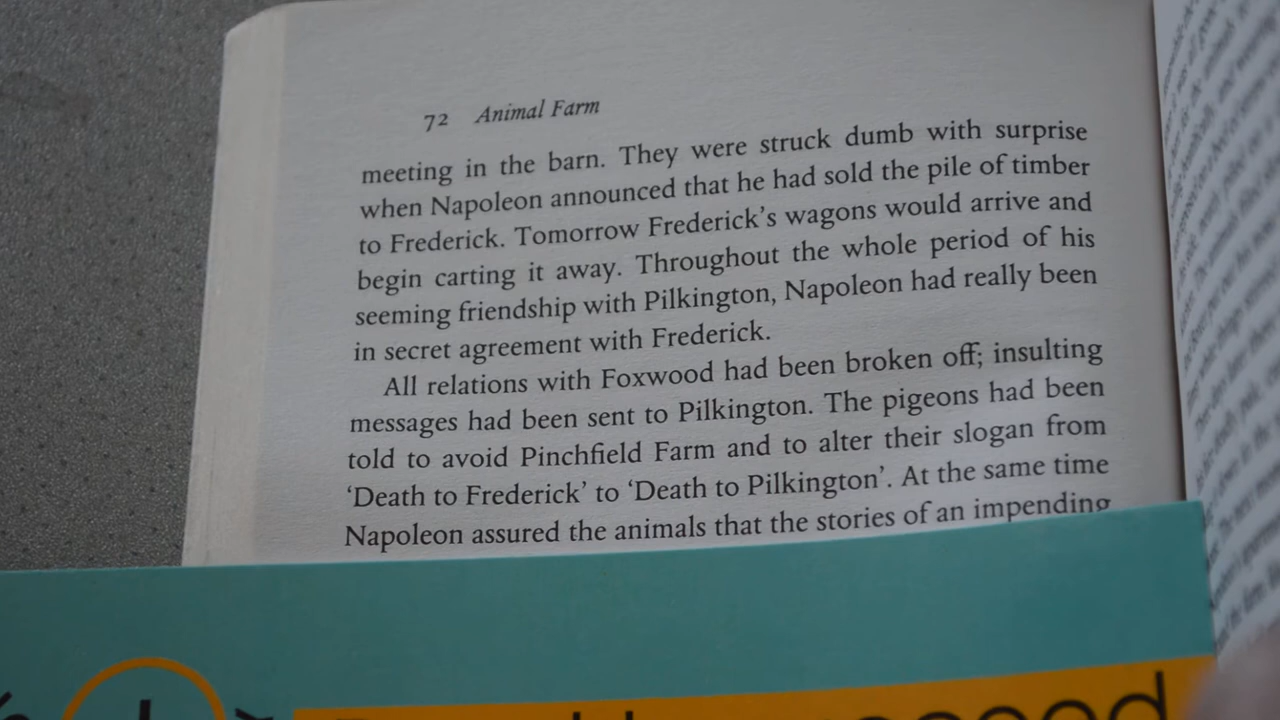 72 Animal Farm
meeting in the barn. They were struck dumb with surprise
when Napoleon announced that he had sold the pile of timber
to Frederick. Tomorrow Frederick's wagons would arrive and
begin carting it away. Throughout the whole period of his
seeming friendship with Pilkington, Napoleon had really been
in secret agreement with Frederick.
All relations with Foxwood had been broken off; insulting
messages had been sent to Pilkington. The pigeons had been
told to avoid Pinchfield Farm and to alter their slogan from
‘Death to Frederick’ to ‘Death to Pilkington’. At the same time
Napoleon assured the animals that the stories of an impending